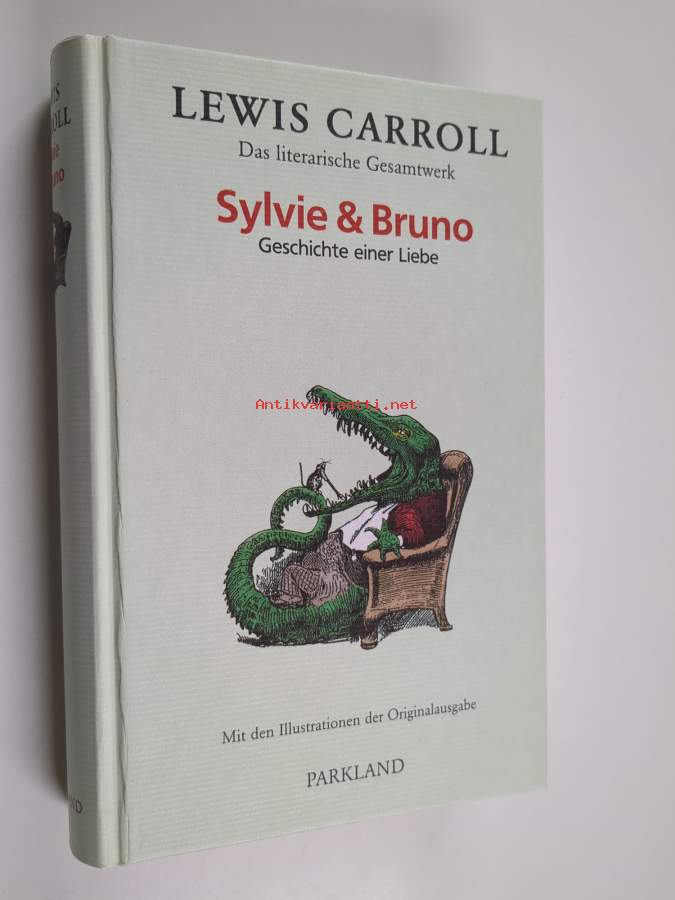 LEWIS CARROLL
Das literarische Gesamtwerk
Sylvie & Bruno
Geschichte einer Liebe
Antikvariaatti.net
Mit den Illustrationen der Originalausgabe
PARKLAND